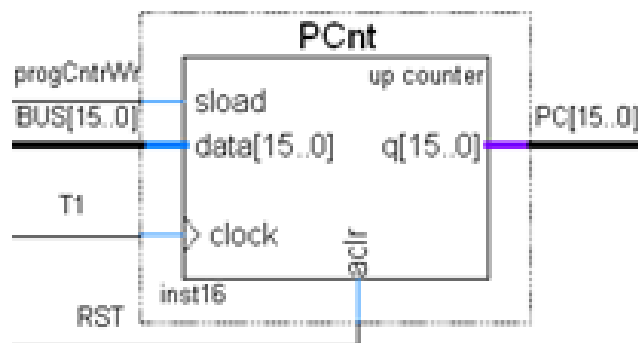 PCnt
progCntrWr
up counter
sload
BUS[15..0]
data[15..0]
q[15..0]
PC[15..0]
T1
clock
aclr
inst16
RST